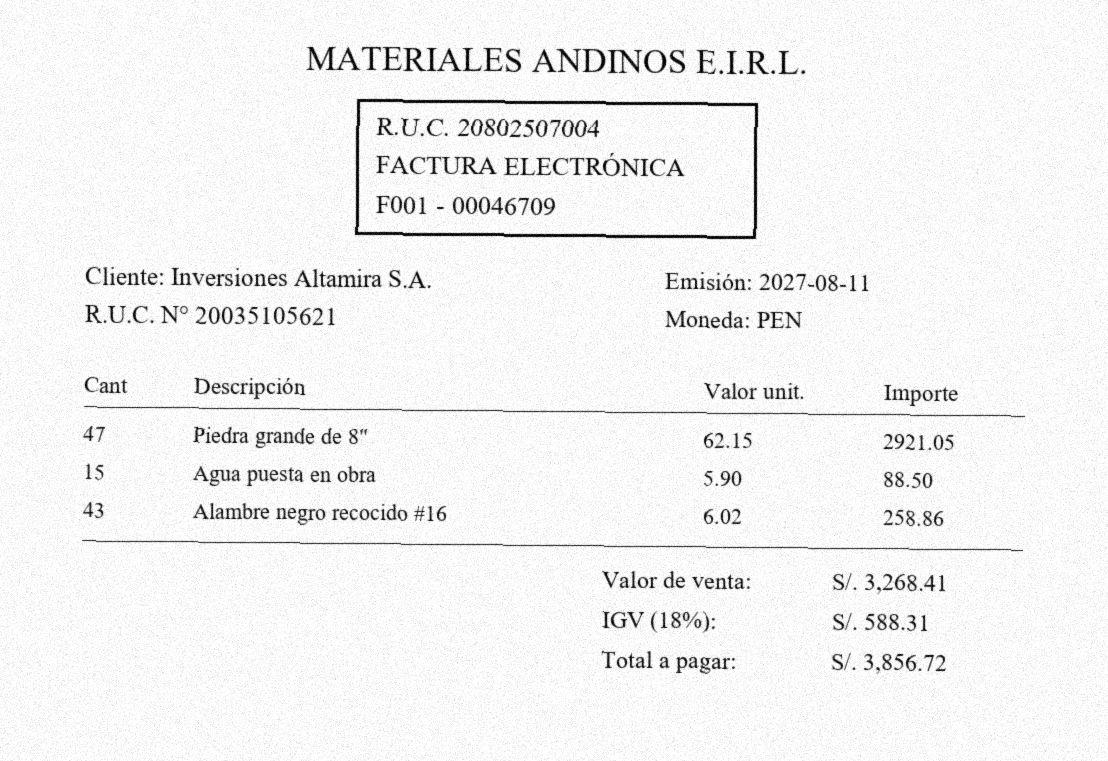 MATERIALES ANDINOS E.I.R.L.
R.U.C. 20802507004
FACTURA ELECTRÓNICA
F001 - 00046709
Cliente: Inversiones Altamira S.A.
R.U.C. N° 20035105621
Emisión: 2027-08-11
Moneda: PEN
Cant Descripción Valor unit. Importe
47 Piedra grande de 8" 62.15 2921.05
15 Agua puesta en obra 5.90 88.50
43 Alambre negro recocido #16 6.02 258.86
Valor de venta: S/. 3,268.41
IGV (18%): S/. 588.31
Total a pagar: S/. 3,856.72